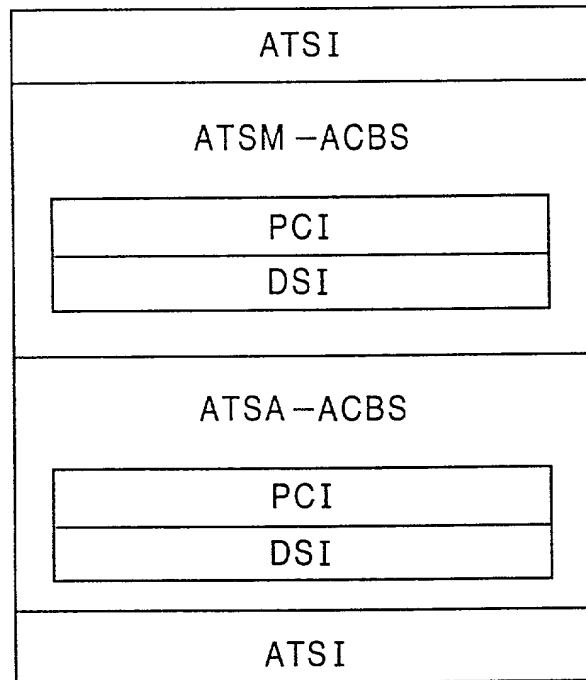 ATSI
ATSM-ACBS
PCI
DSI
ATSA-ACBS
PCI
DSI
ATSI